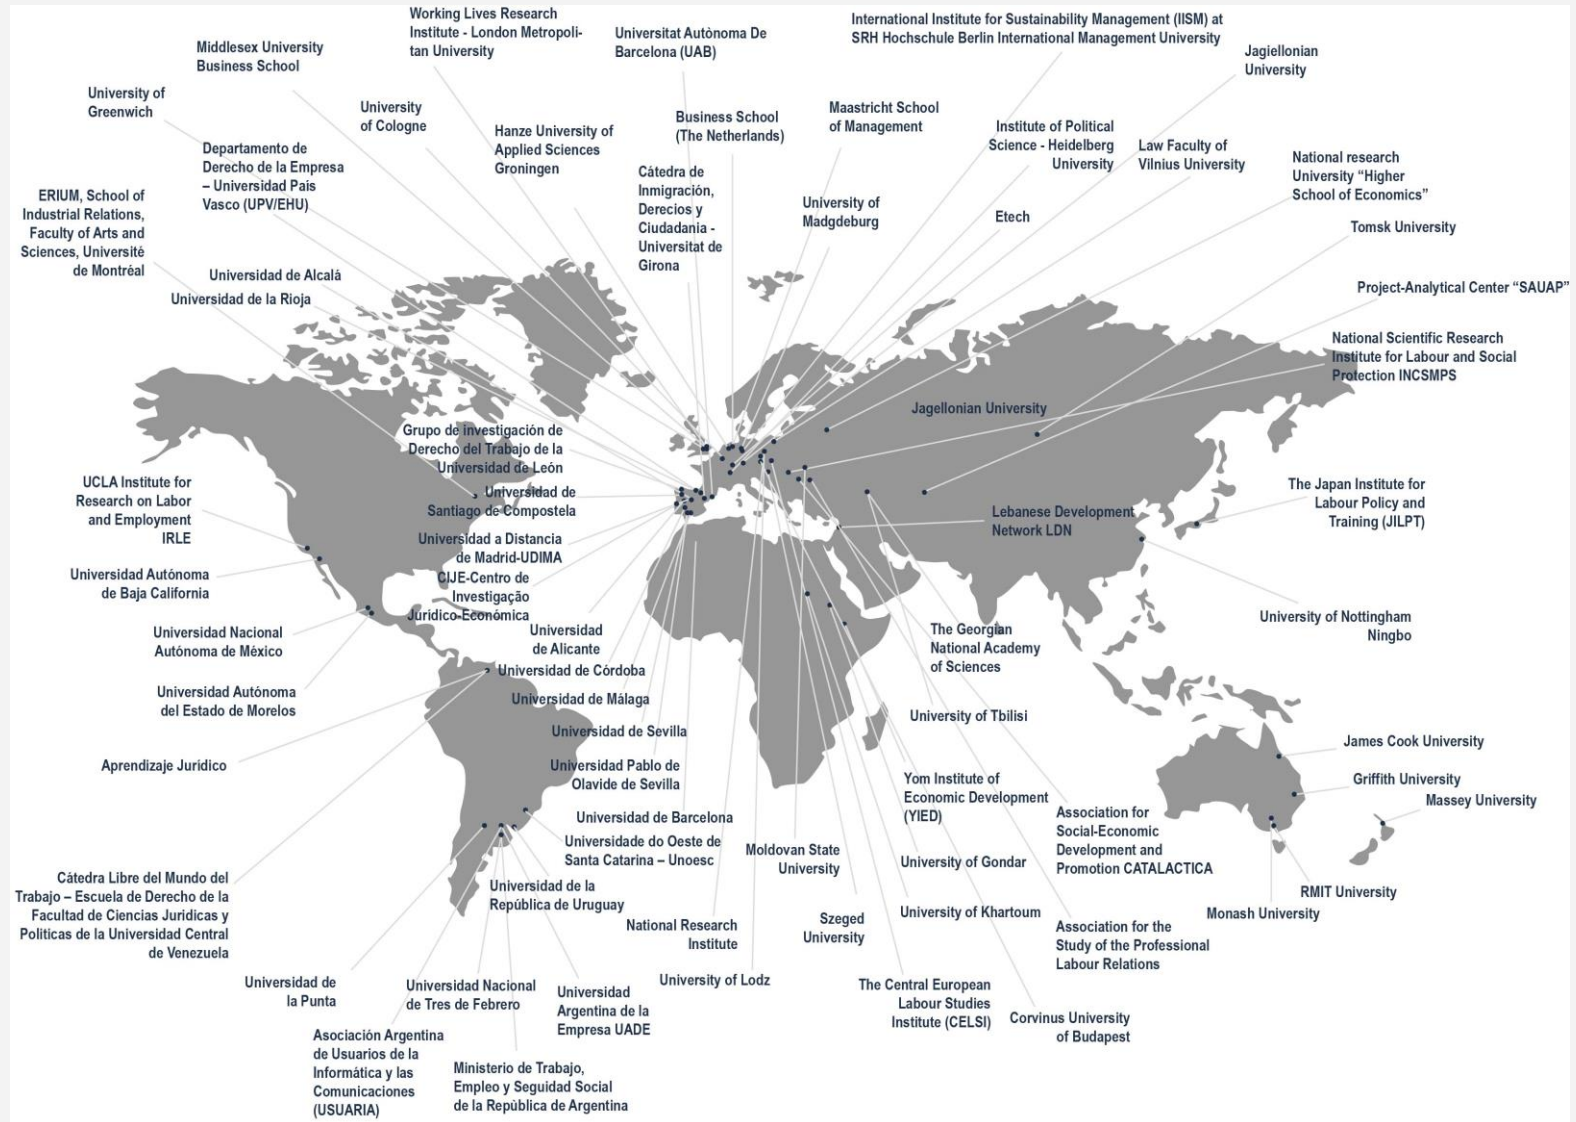 Working Lives Research
Institute - London Metropoli-
tan University
Universitat Autònoma De
Barcelona (UAB)
International Institute for Sustainability Management (IISM) at
SRH Hochschule Berlin International Management University
Middlesex University
Business School
Jagiellonian
University
University of
Greenwich
University
of Cologne
Hanze University of
Applied Sciences
Groningen
Business School
(The Netherlands)
Maastricht School
of Management
Institute of Political
Science - Heidelberg
University
Law Faculty of
Vilnius University
National research
University “Higher
School of Economics”
Departamento de
Derecho de la Empresa
– Universidad País
Vasco (UPV/EHU)
Cátedra de
Inmigración,
Derecios y
Ciudadania -
Universitat de
Girona
ERIUM, School of
Industrial Relations,
Faculty of Arts and
Sciences, Université
de Montréal
University of
Madgdeburg
Etech
Tomsk University
Universidad de Alcalá
Universidad de la Rioja
Project-Analytical Center “SAUAP”
National Scientific Research
Institute for Labour and Social
Protection INCSMPS
Jagellonian University
Grupo de investigación de
Derecho del Trabajo de la
Universidad de León
UCLA Institute for
Research on Labor
and Employment
IRLE
Universidad de
Santiago de Compostela
The Japan Institute for
Labour Policy and
Training (JILPT)
Lebanese Development
Network LDN
Universidad a Distancia
de Madrid-UDIMA
Universidad Autónoma
de Baja California
CIJE-Centro de
Investigação
Jurídico-Económica
University of Nottingham
Ningbo
Universidad Nacional
Autónoma de México
Universidad
de Alicante
The Georgian
National Academy
of Sciences
Universidad de Córdoba
Universidad Autónoma
del Estado de Morelos
Universidad de Málaga
University of Tbilisi
Universidad de Sevilla
James Cook University
Aprendizaje Jurídico
Universidad Pablo de
Olavide de Sevilla
Yom Institute of
Economic Development
(YIED)
Griffith University
Massey University
Universidad de Barcelona
Association for
Social-Economic
Development and
Promotion CATALACTICA
Universidade do Oeste de
Santa Catarina – Unoesc
Moldovan State
University
University of Gondar
Cátedra Libre del Mundo del
Trabajo – Escuela de Derecho de la
Facultad de Ciencias Juridicas y
Politicas de la Universidad Central
de Venezuela
Universidad de la
República de Uruguay
RMIT University
Monash University
National Research
Institute
Szeged
University
University of Khartoum
Association for the
Study of the Professional
Labour Relations
Universidad de
la Punta
Universidad Nacional
de Tres de Febrero
Universidad
Argentina de la
Empresa UADE
University of Lodz
The Central European
Labour Studies
Institute (CELSI)
Corvinus University
of Budapest
Asociación Argentina
de Usuarios de la
Informática y las
Comunicaciones
(USUARIA)
Ministerio de Trabajo,
Empleo y Seguidad Social
de la República de Argentina